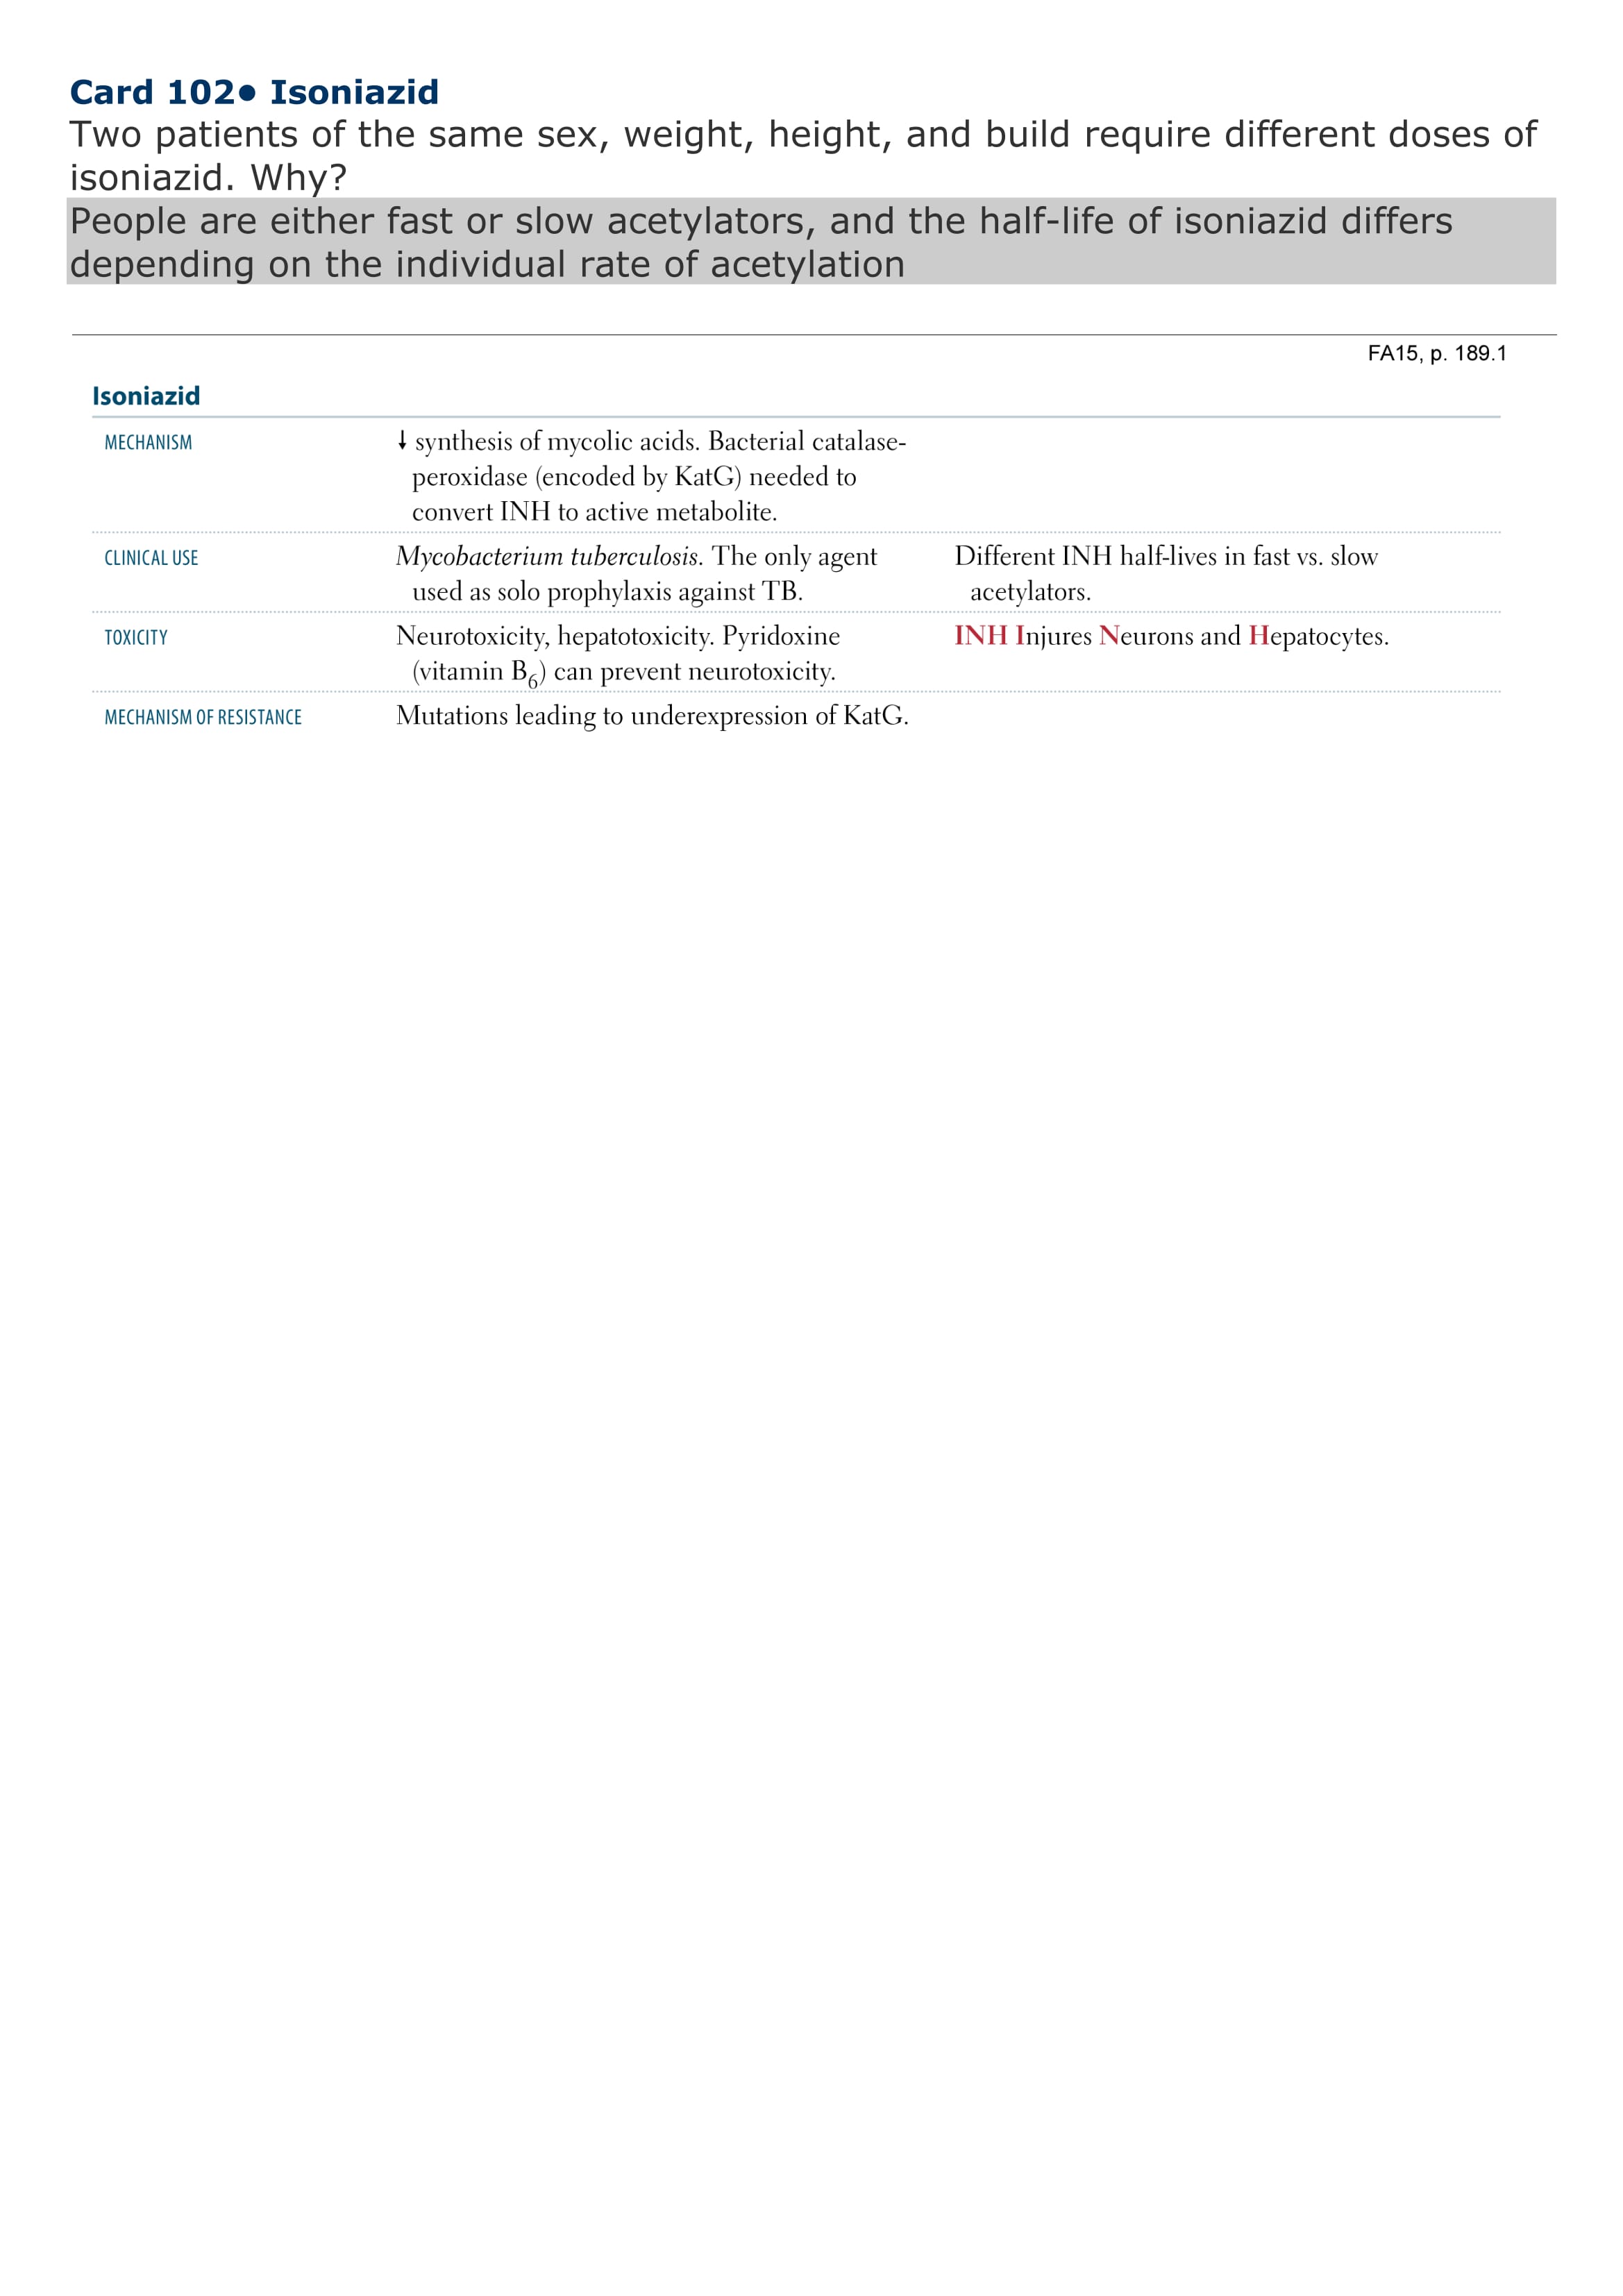 Card 102• Isoniazid
Two patients of the same sex, weight, height, and build require different doses of
isoniazid. Why?
People are either fast or slow acetylators, and the half-life of isoniazid differs
depending on the individual rate of acetylation
FA15, p. 189.1
Isoniazid
MECHANISM
↓ synthesis of mycolic acids. Bacterial catalase-
peroxidase (encoded by KatG) needed to
convert INH to active metabolite.
CLINICAL USE
Mycobacterium tuberculosis. The only agent
used as solo prophylaxis against TB.
Different INH half-lives in fast vs. slow
acetylators.
TOXICITY
Neurotoxicity, hepatotoxicity. Pyridoxine
(vitamin B6) can prevent neurotoxicity.
INH Injures Neurons and Hepatocytes.
MECHANISM OF RESISTANCE
Mutations leading to underexpression of KatG.